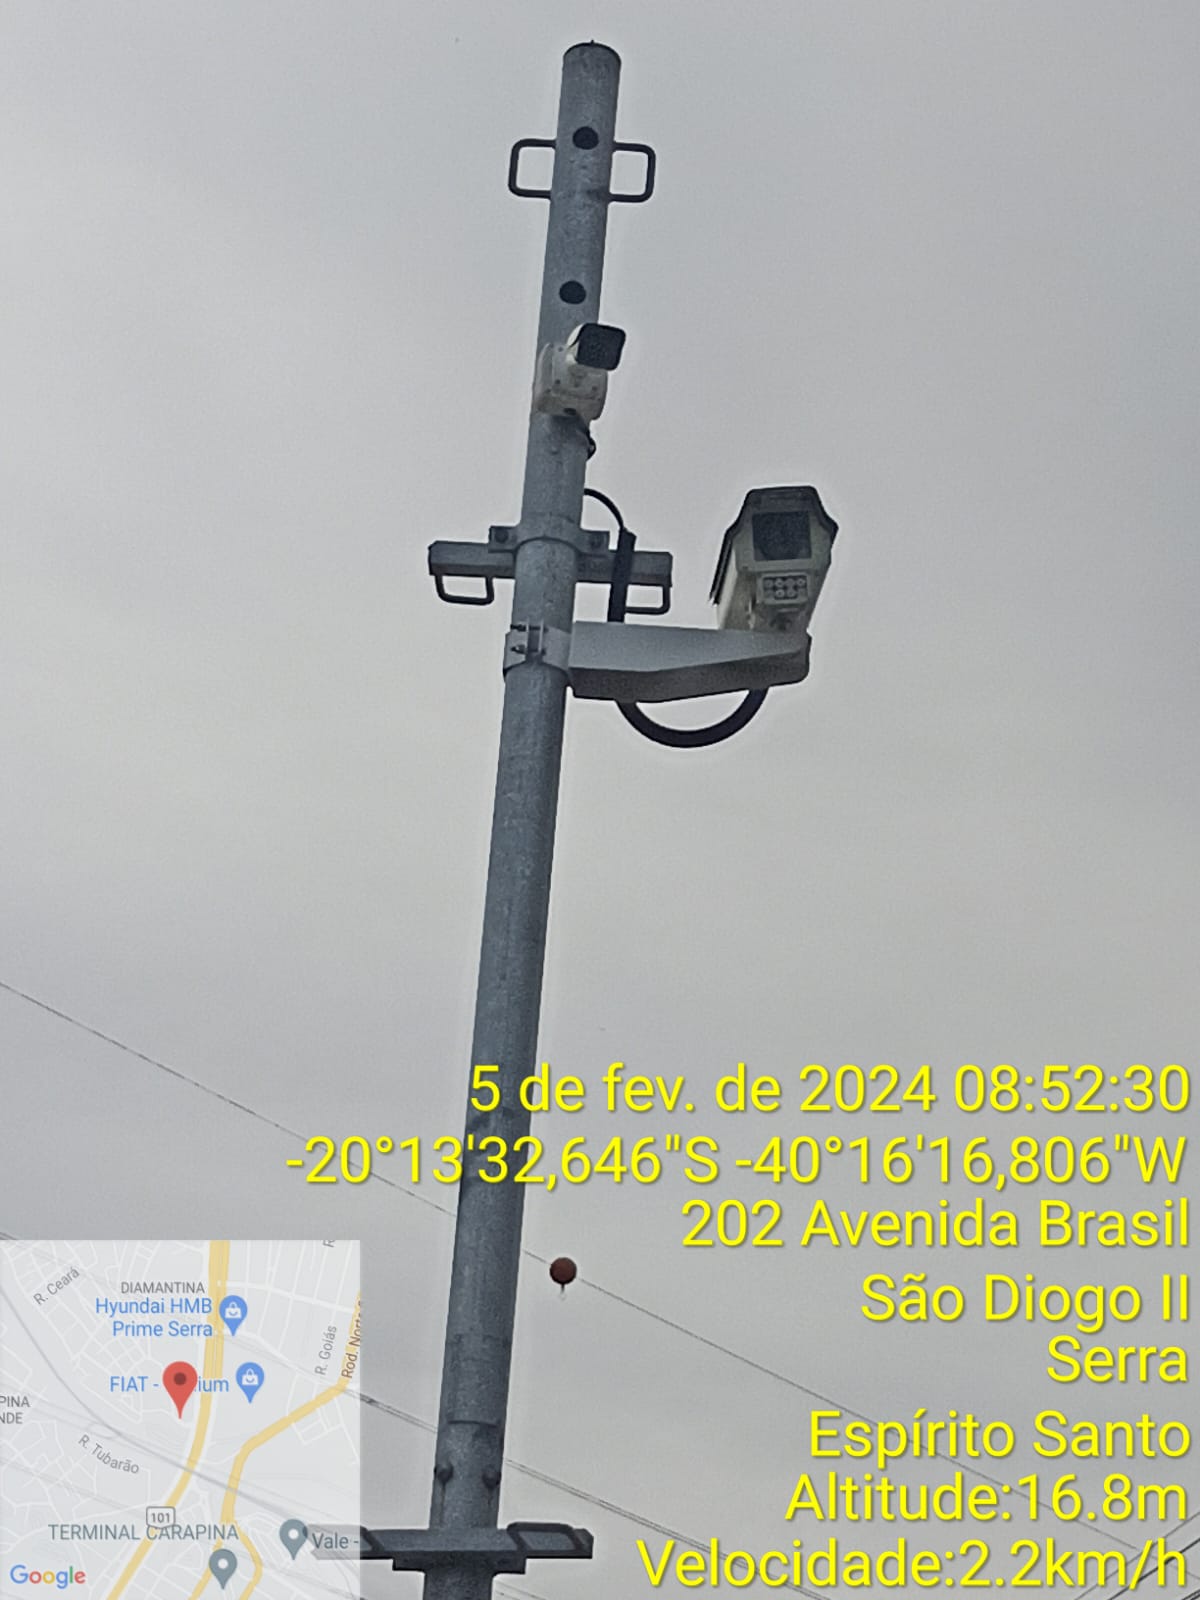 5 de fev. de 2024 08:52:30
-20°13'32,646"S -40°16'16,806"W
202 Avenida Brasil
São Diogo II
Serra
Espírito Santo
Altitude:16.8m
Velocidade:2.2km/h
R. Ceará
DIAMANTINA
Hyundai HMB
Prime Serra
R. Goiás
Rod. Norte
FIAT - ium
PINA
NDE
R. Tubarão
101
TERMINAL CARAPINA
Vale -
Google